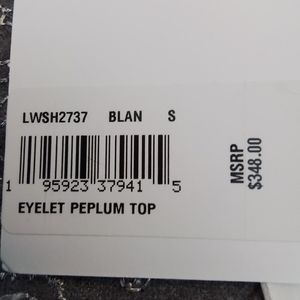 LWSH2737 BLAN S
1 95923 37941 5
EYELET PEPLUM TOP
MSRP
$348.00